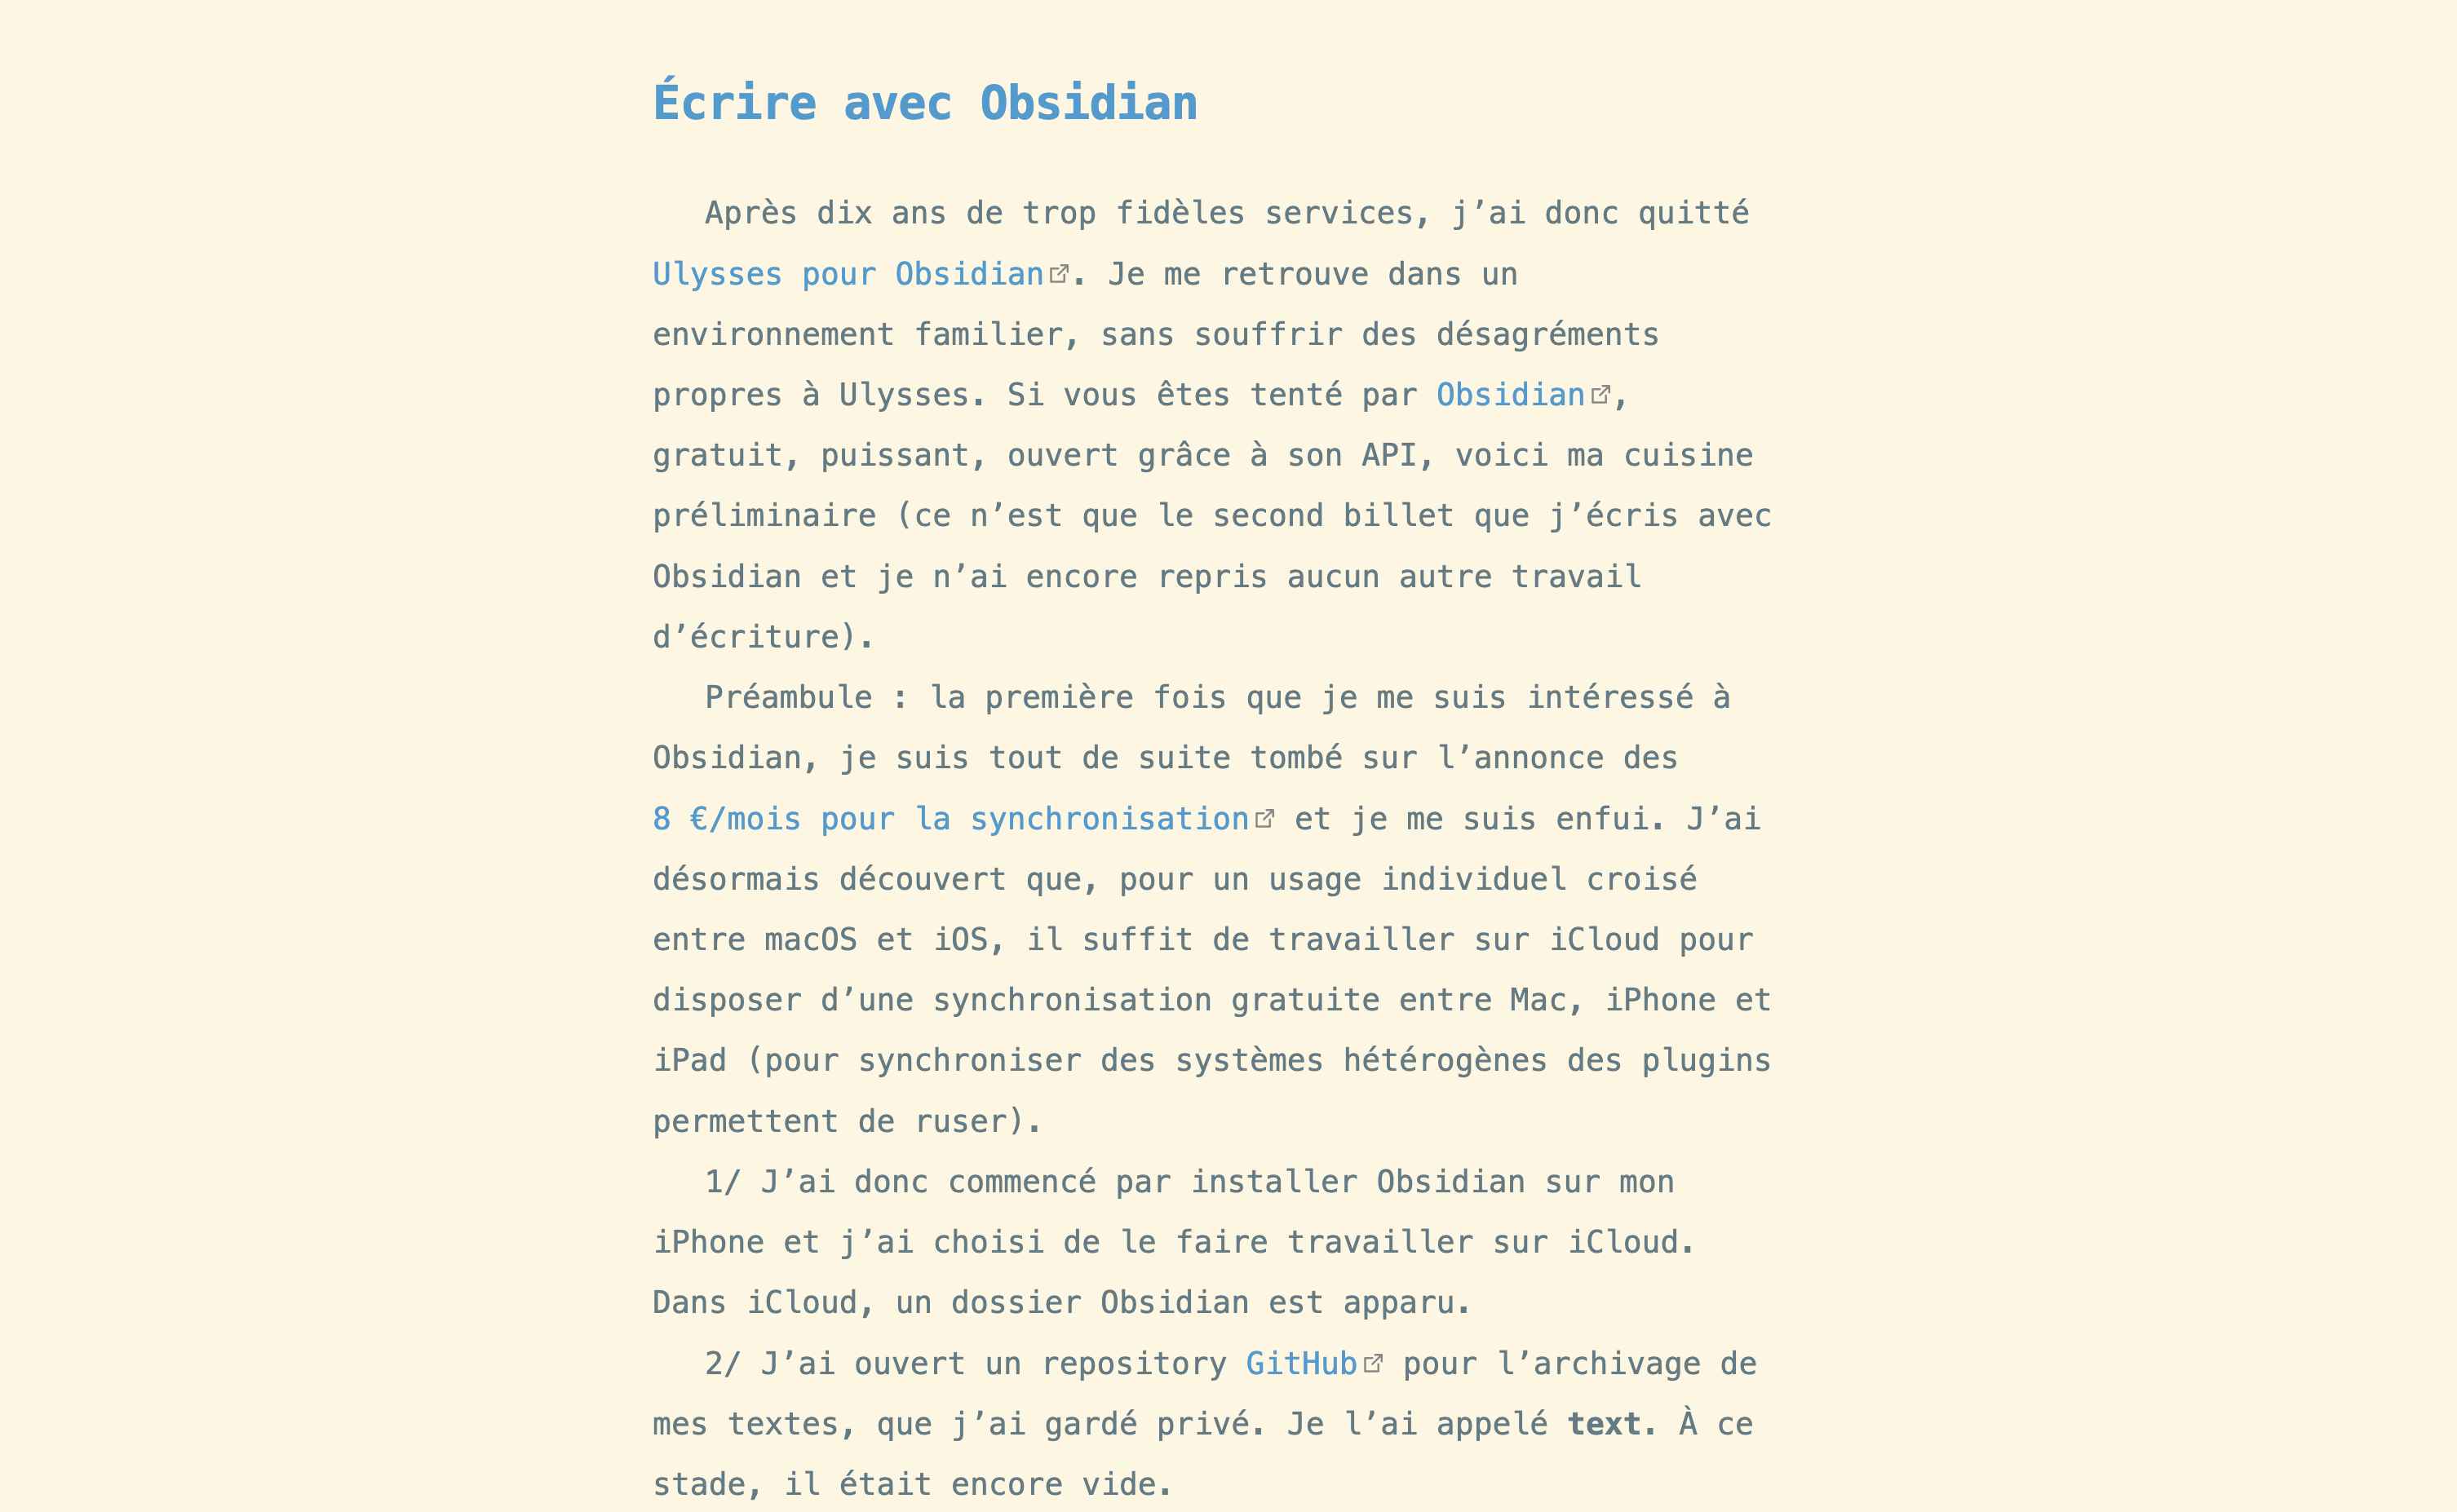 Écrire avec Obsidian
Après dix ans de trop fidèles services, j’ai donc quitté
Ulysses pour Obsidian. Je me retrouve dans un
environnement familier, sans souffrir des désagréments
propres à Ulysses. Si vous êtes tenté par Obsidian,
gratuit, puissant, ouvert grâce à son API, voici ma cuisine
préliminaire (ce n’est que le second billet que j’écris avec
Obsidian et je n’ai encore repris aucun autre travail
d’écriture).
Préambule : la première fois que je me suis intéressé à
Obsidian, je suis tout de suite tombé sur l’annonce des
8 €/mois pour la synchronisation et je me suis enfui. J’ai
désormais découvert que, pour un usage individuel croisé
entre macOS et iOS, il suffit de travailler sur iCloud pour
disposer d’une synchronisation gratuite entre Mac, iPhone et
iPad (pour synchroniser des systèmes hétérogènes des plugins
permettent de ruser).
1/ J’ai donc commencé par installer Obsidian sur mon
iPhone et j’ai choisi de le faire travailler sur iCloud.
Dans iCloud, un dossier Obsidian est apparu.
2/ J’ai ouvert un repository GitHub pour l’archivage de
mes textes, que j’ai gardé privé. Je l’ai appelé text. À ce
stade, il était encore vide.